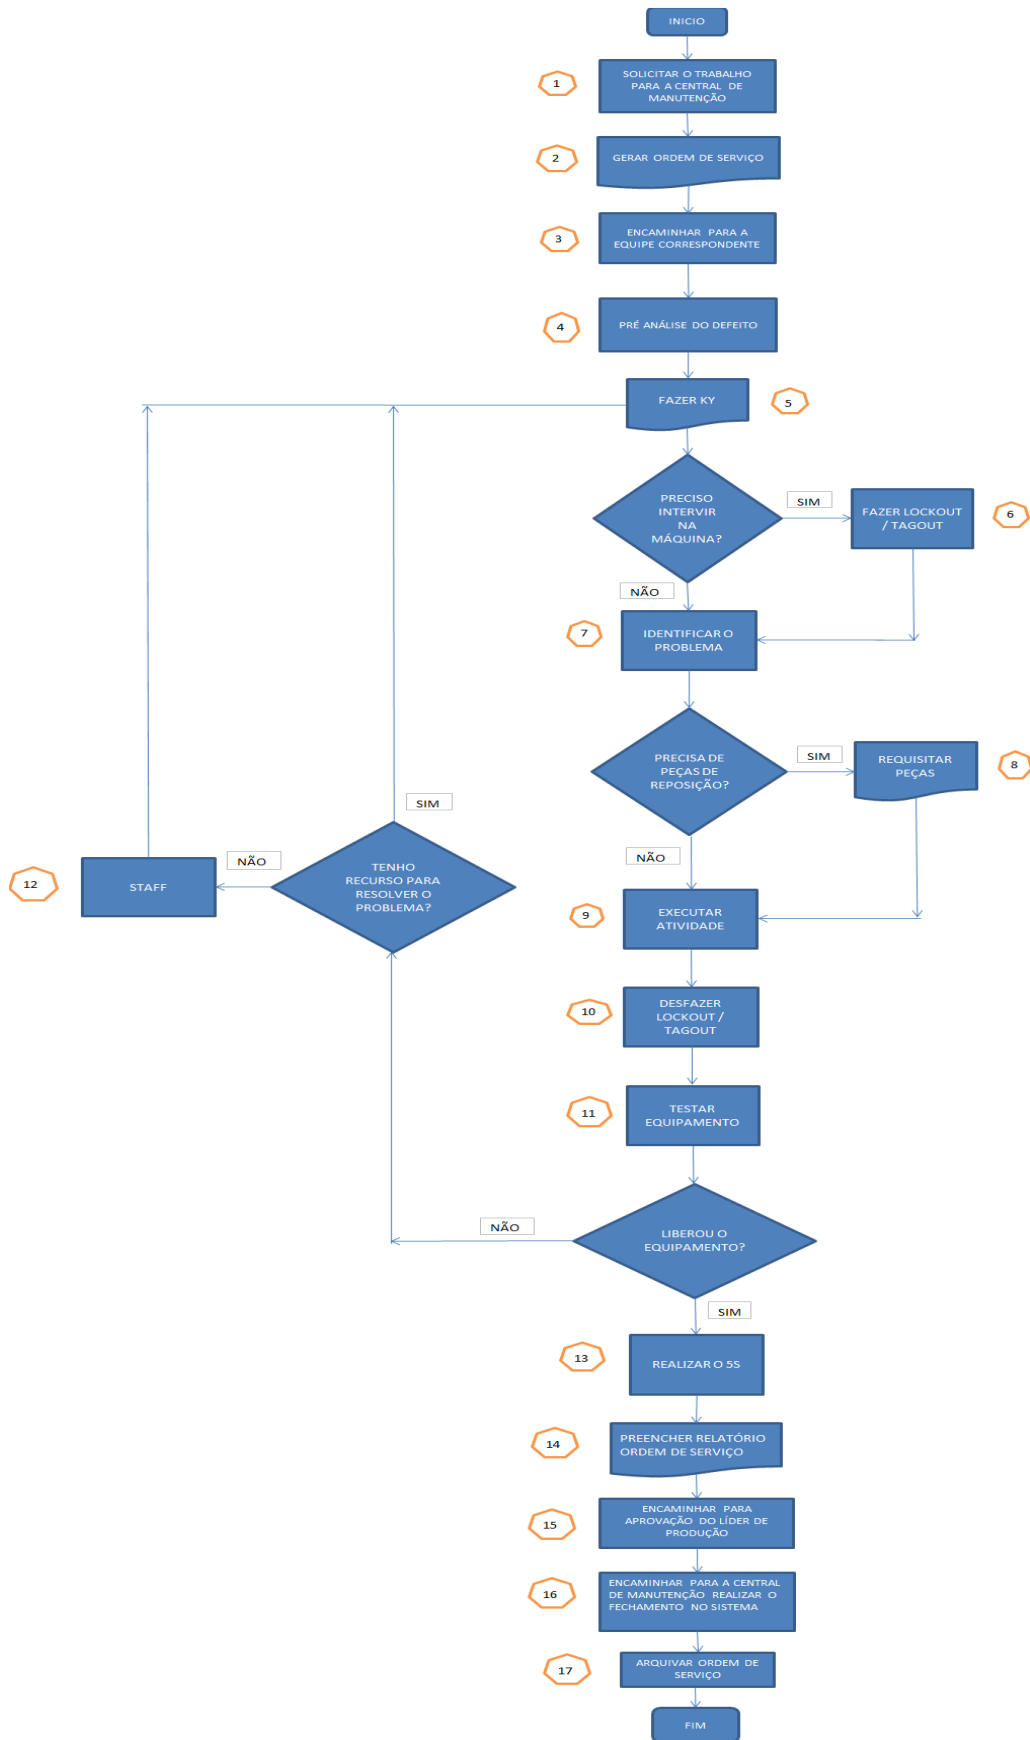 INICIO
1
SOLICITAR O TRABALHO
PARA A CENTRAL DE
MANUTENÇÃO
2
GERAR ORDEM DE SERVIÇO
3
ENCAMINHAR PARA A
EQUIPE CORRESPONDENTE
4
PRÉ ANÁLISE DO DEFEITO
FAZER KY
5
PRECISO
INTERVIR
NA
MÁQUINA?
SIM
FAZER LOCKOUT
/ TAGOUT
6
NÃO
7
IDENTIFICAR O
PROBLEMA
PRECISA DE
PEÇAS DE
REPOSIÇÃO?
SIM
REQUISITAR
PEÇAS
8
NÃO
SIM
12
STAFF
NÃO
TENHO
RECURSO PARA
RESOLVER O
PROBLEMA?
9
EXECUTAR
ATIVIDADE
10
DESFAZER
LOCKOUT /
TAGOUT
11
TESTAR
EQUIPAMENTO
NÃO
LIBEROU O
EQUIPAMENTO?
SIM
13
REALIZAR O 5S
14
PREENCHER RELATÓRIO
ORDEM DE SERVIÇO
15
ENCAMINHAR PARA
APROVAÇÃO DO LÍDER DE
PRODUÇÃO
16
ENCAMINHAR PARA A CENTRAL
DE MANUTENÇÃO REALIZAR O
FECHAMENTO NO SISTEMA
17
ARQUIVAR ORDEM DE
SERVIÇO
FIM